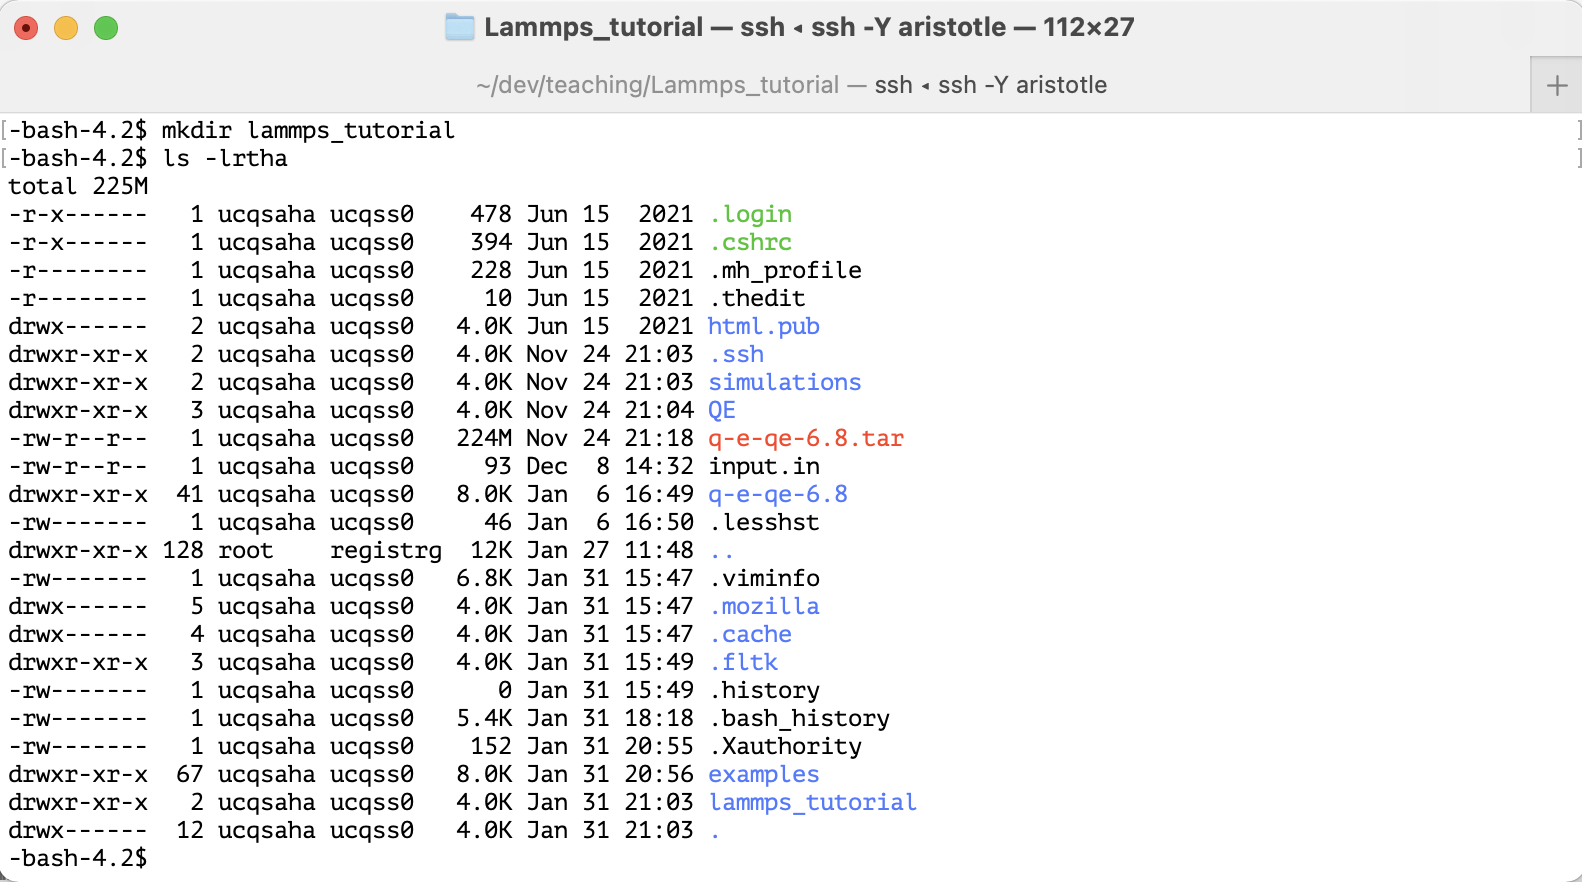 Lammps_tutorial — ssh ◂ ssh -Y aristotle — 112×27
~/dev/teaching/Lammps_tutorial — ssh ◂ ssh -Y aristotle +
[-bash-4.2$ mkdir lammps_tutorial ]
[-bash-4.2$ ls -lrtha ]
total 225M
-r-x------   1 ucqsaha ucqss0    478 Jun 15  2021 .login
-r-x------   1 ucqsaha ucqss0    394 Jun 15  2021 .cshrc
-r--------   1 ucqsaha ucqss0    228 Jun 15  2021 .mh_profile
-r--------   1 ucqsaha ucqss0     10 Jun 15  2021 .thedit
drwx------   2 ucqsaha ucqss0   4.0K Jun 15  2021 html.pub
drwxr-xr-x   2 ucqsaha ucqss0   4.0K Nov 24 21:03 .ssh
drwxr-xr-x   2 ucqsaha ucqss0   4.0K Nov 24 21:03 simulations
drwxr-xr-x   3 ucqsaha ucqss0   4.0K Nov 24 21:04 QE
-rw-r--r--   1 ucqsaha ucqss0   224M Nov 24 21:18 q-e-qe-6.8.tar
-rw-r--r--   1 ucqsaha ucqss0     93 Dec  8 14:32 input.in
drwxr-xr-x  41 ucqsaha ucqss0   8.0K Jan  6 16:49 q-e-qe-6.8
-rw-------   1 ucqsaha ucqss0     46 Jan  6 16:50 .lesshst
drwxr-xr-x 128 root    registrg  12K Jan 27 11:48 ..
-rw-------   1 ucqsaha ucqss0   6.8K Jan 31 15:47 .viminfo
drwx------   5 ucqsaha ucqss0   4.0K Jan 31 15:47 .mozilla
drwx------   4 ucqsaha ucqss0   4.0K Jan 31 15:47 .cache
drwxr-xr-x   3 ucqsaha ucqss0   4.0K Jan 31 15:49 .fltk
-rw-------   1 ucqsaha ucqss0      0 Jan 31 15:49 .history
-rw-------   1 ucqsaha ucqss0   5.4K Jan 31 18:18 .bash_history
-rw-------   1 ucqsaha ucqss0    152 Jan 31 20:55 .Xauthority
drwxr-xr-x  67 ucqsaha ucqss0   8.0K Jan 31 20:56 examples
drwxr-xr-x   2 ucqsaha ucqss0   4.0K Jan 31 21:03 lammps_tutorial
drwx------  12 ucqsaha ucqss0   4.0K Jan 31 21:03 .
-bash-4.2$